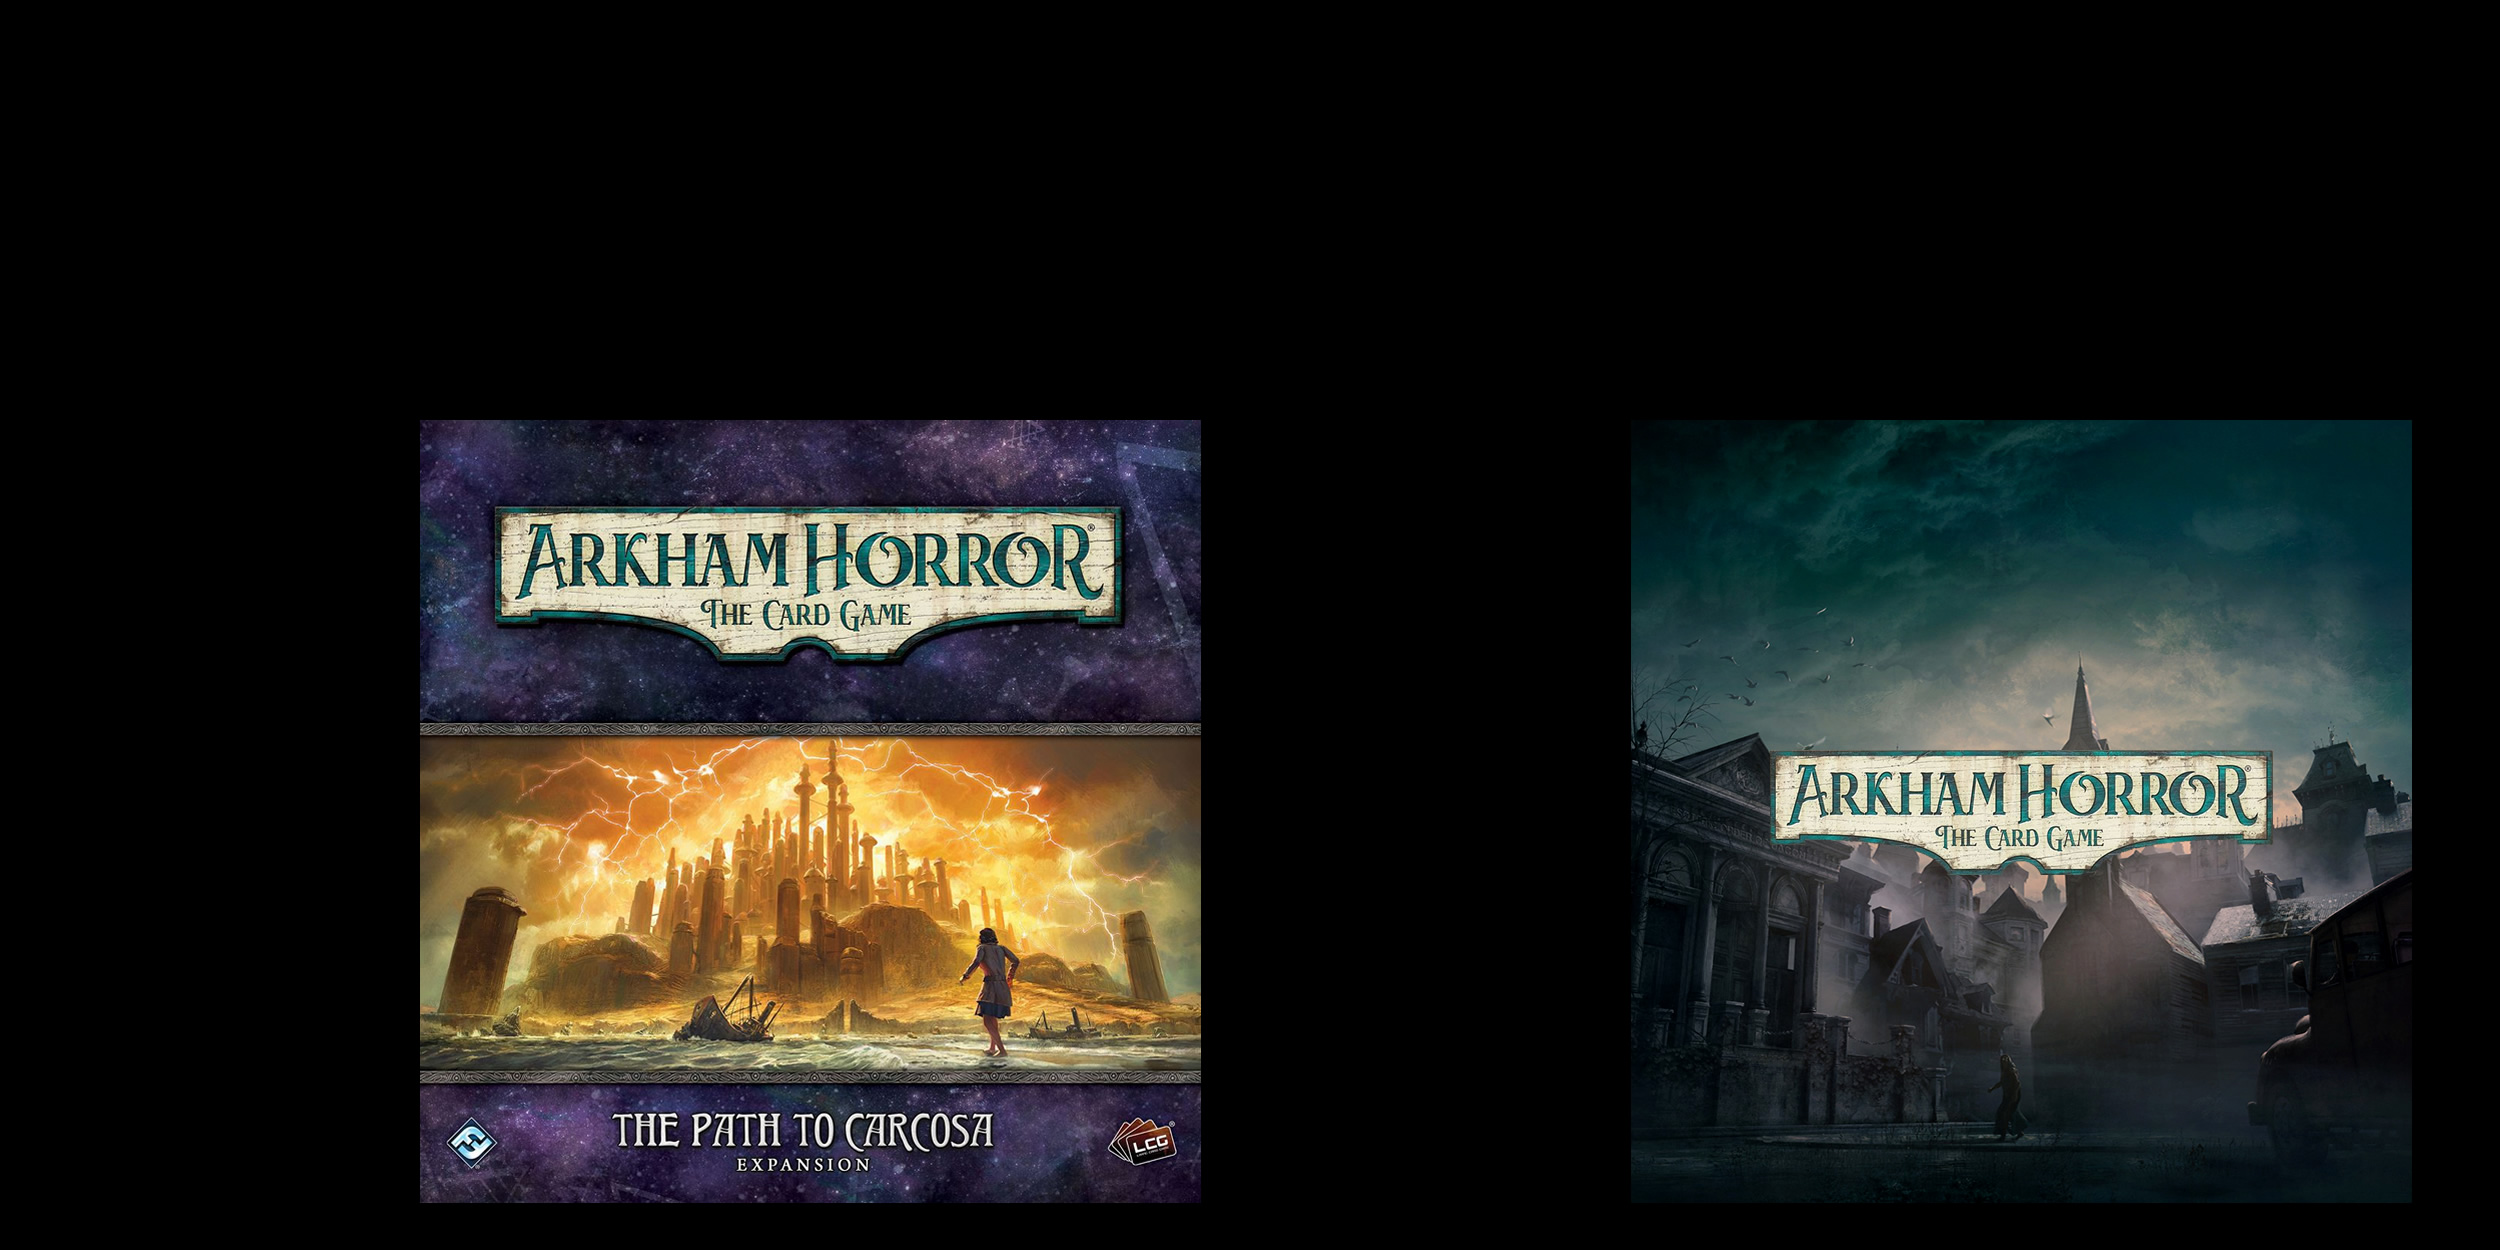 ARKHAM HORROR®
THE CARD GAME
THE PATH TO CARCOSA
EXPANSION
LCG®
ARKHAM HORROR®
THE CARD GAME